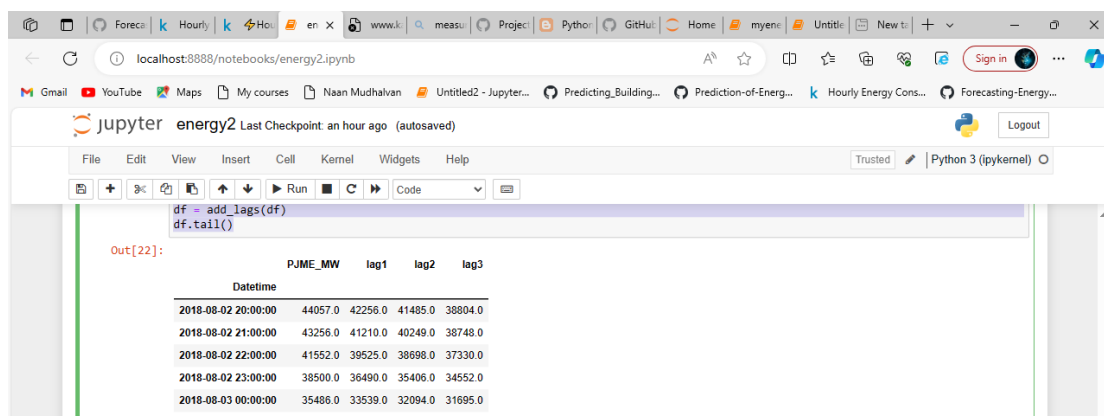 Foreca Hourly Hou en www.k measu Project Pythor GitHub Home myene Untitle New ta
localhost:8888/notebooks/energy2.ipynb Sign in
Gmail YouTube Maps My courses Naan Mudhalvan Untitled2 - Jupyter... Predicting_Building... Prediction-of-Energ... Hourly Energy Cons... Forecasting-Energy...
jupyter energy2 Last Checkpoint: an hour ago (autosaved) Logout
File Edit View Insert Cell Kernel Widgets Help Trusted Python 3 (ipykernel)
Run Code
df = add_lags(df)
df.tail()
Out[22]:
PJME_MW lag1 lag2 lag3
Datetime
2018-08-02 20:00:00 44057.0 42256.0 41485.0 38804.0
2018-08-02 21:00:00 43256.0 41210.0 40249.0 38748.0
2018-08-02 22:00:00 41552.0 39525.0 38698.0 37330.0
2018-08-02 23:00:00 38500.0 36490.0 35406.0 34552.0
2018-08-03 00:00:00 35486.0 33539.0 32094.0 31695.0